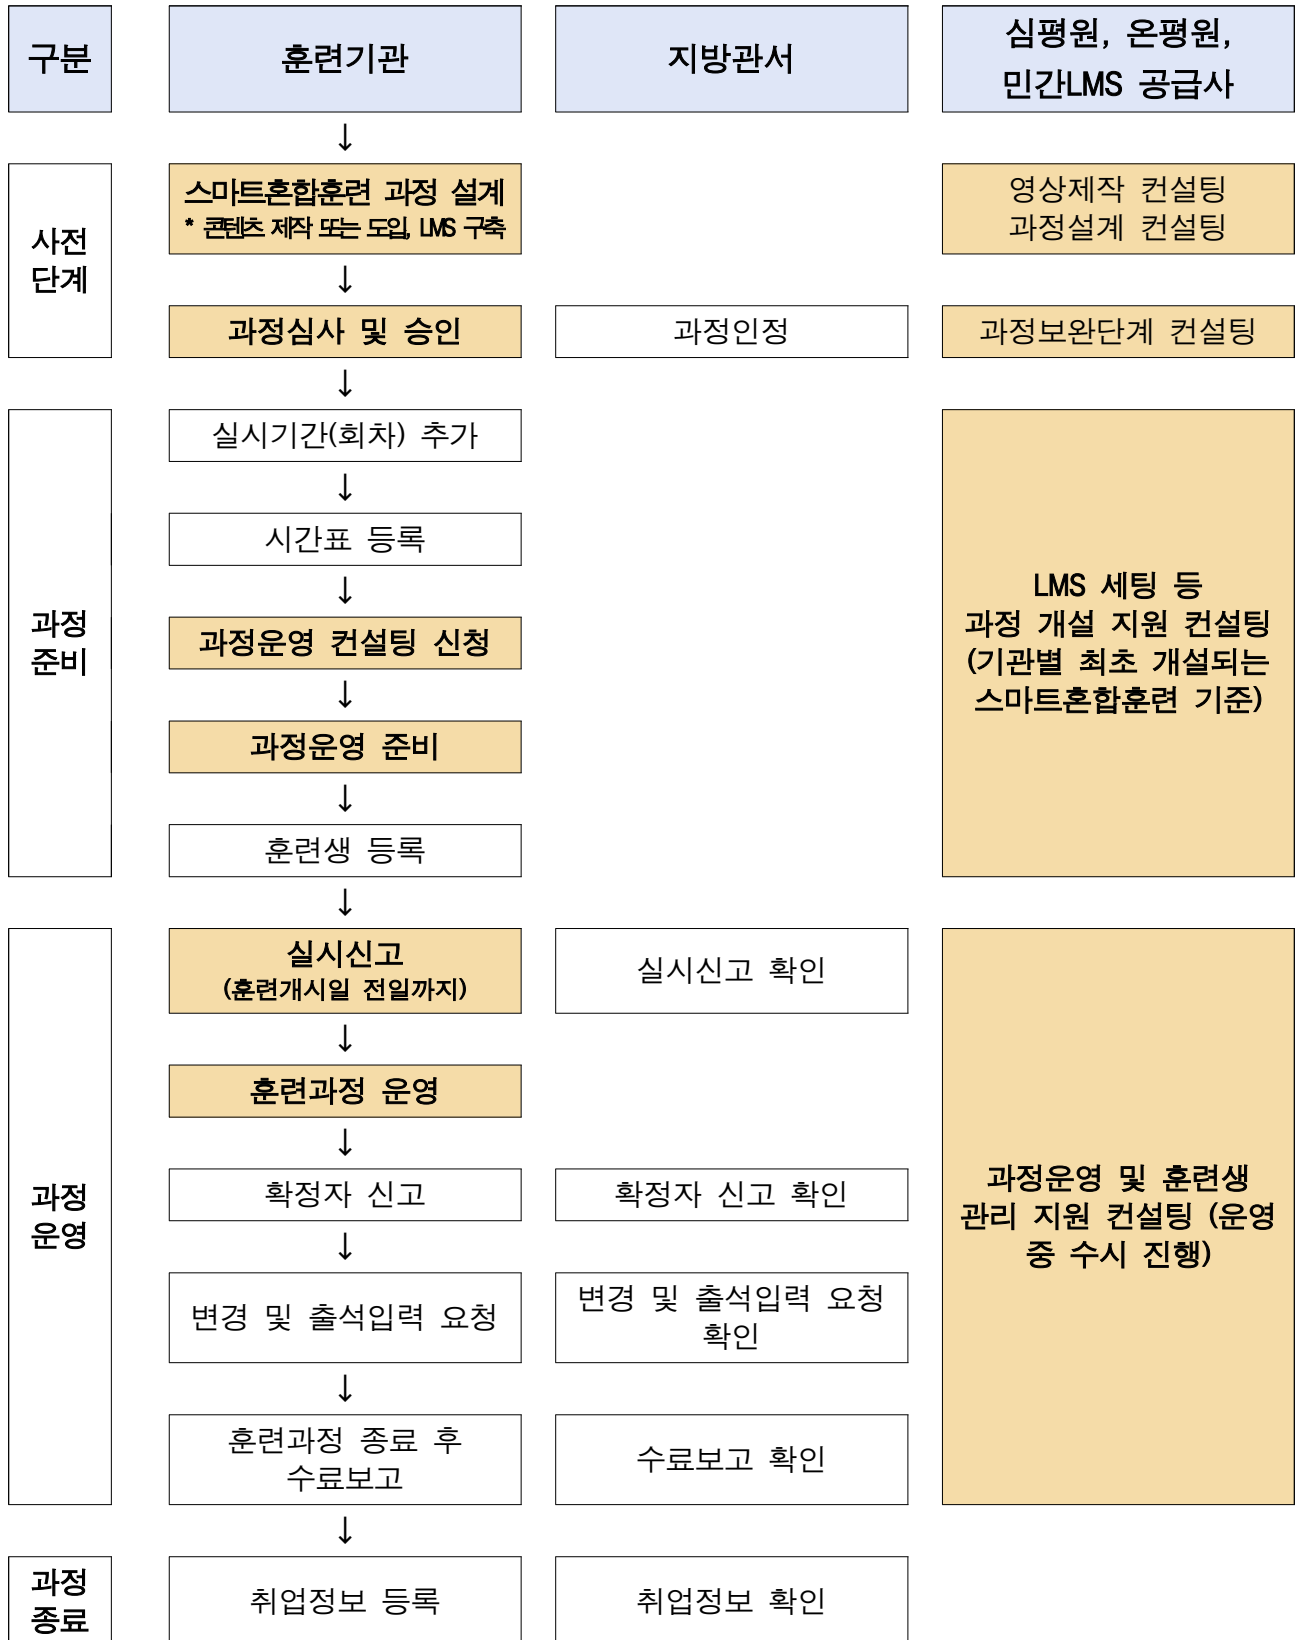 구분
훈련기관
지방관서
심평원, 온평원,
민간LMS 공급사
↓
사전
단계
스마트혼합훈련 과정 설계
* 콘텐츠 제작 또는 도입, LMS 구축
영상제작 컨설팅
과정설계 컨설팅
↓
과정심사 및 승인
과정인정
과정보완단계 컨설팅
↓
과정
준비
실시기간(회차) 추가
↓
시간표 등록
↓
과정운영 컨설팅 신청
↓
과정운영 준비
↓
훈련생 등록
LMS 세팅 등
과정 개설 지원 컨설팅
(기관별 최초 개설되는
스마트혼합훈련 기준)
↓
과정
운영
실시신고
(훈련개시일 전일까지)
실시신고 확인
↓
훈련과정 운영
↓
확정자 신고
확정자 신고 확인
↓
변경 및 출석입력 요청
변경 및 출석입력 요청
확인
↓
훈련과정 종료 후
수료보고
수료보고 확인
과정운영 및 훈련생
관리 지원 컨설팅 (운영
중 수시 진행)
↓
과정
종료
취업정보 등록
취업정보 확인